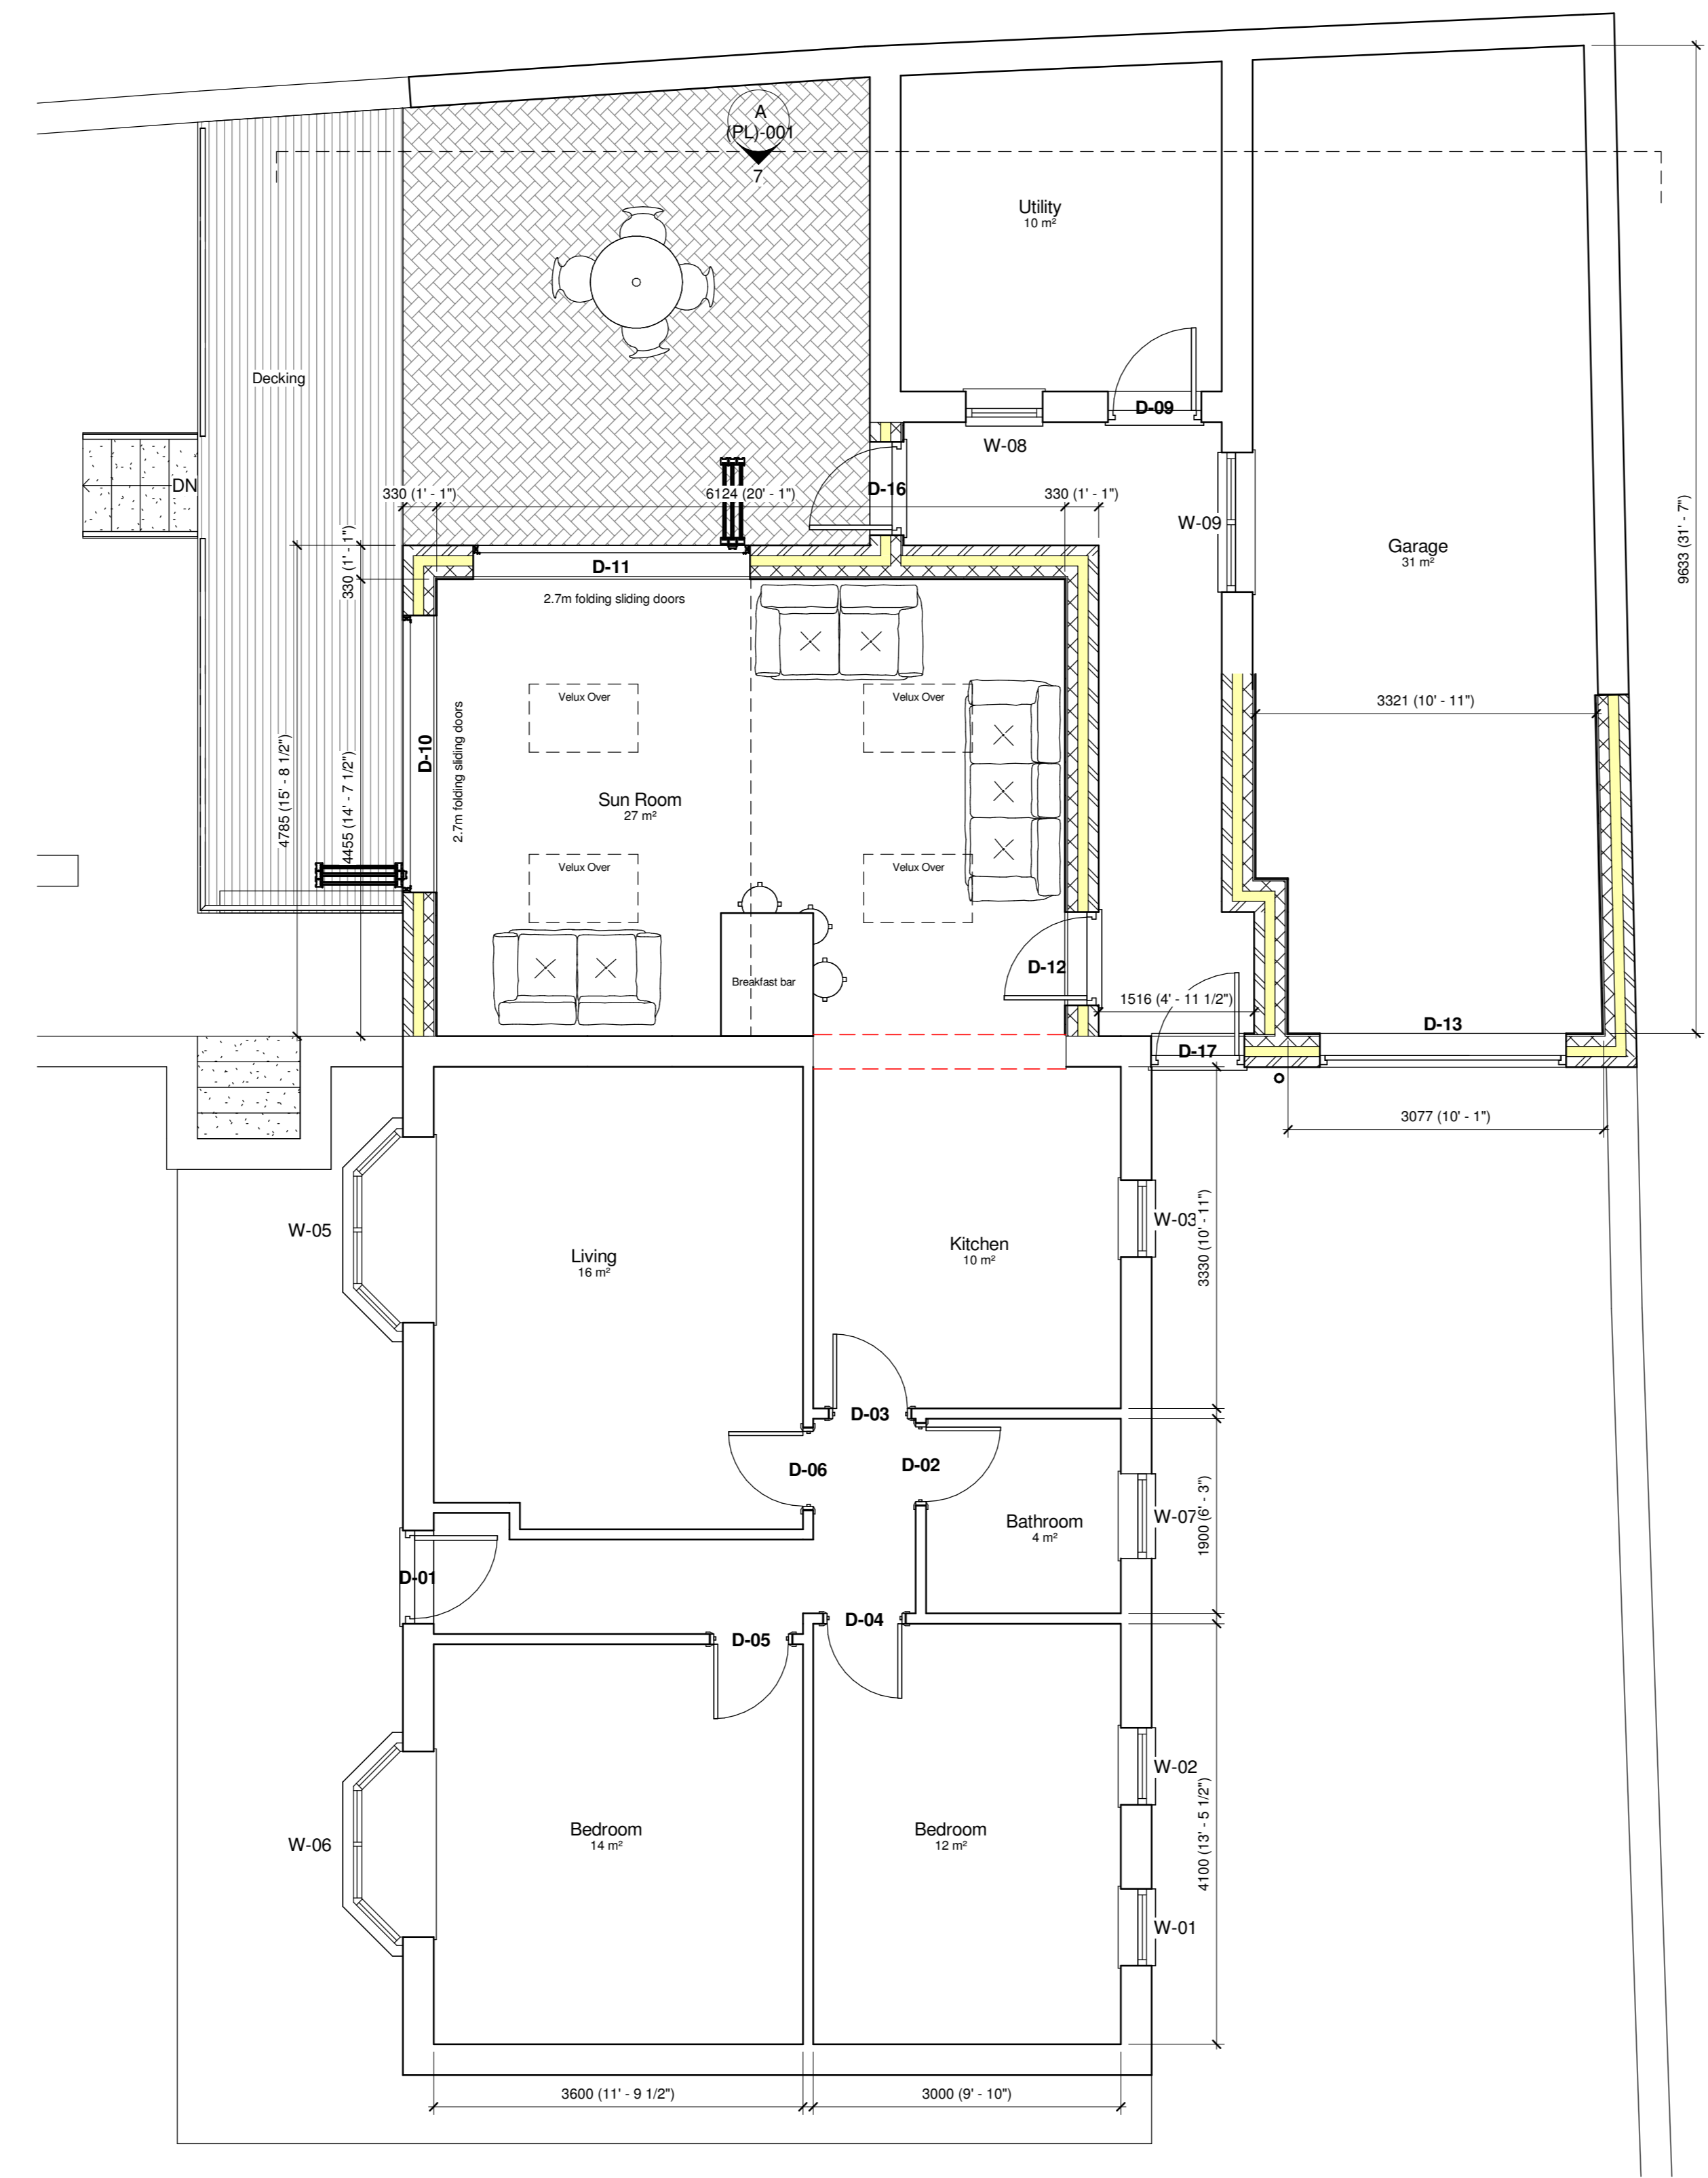 A
(PL)-001
7
Utility
10 m²
Decking
D-09
W-08
DN
330 (1' - 1")
6124 (20' - 1")
D-16
330 (1' - 1")
W-09
9633 (31' - 7")
Garage
31 m²
330 (1' - 1")
D-11
2.7m folding sliding doors
Velux Over
Velux Over
3321 (10' - 11")
D-10
2.7m folding sliding doors
4785 (15' - 8 1/2")
4455 (14' - 7 1/2")
Sun Room
27 m²
Velux Over
Velux Over
Breakfast bar
D-12
1516 (4' - 11 1/2")
D-17
D-13
3077 (10' - 1")
W-05
Living
16 m²
Kitchen
10 m²
W-03
3330 (10' - 11")
D-03
D-06
D-02
Bathroom
4 m²
W-07
1900 (6' - 3")
D-01
D-05
D-04
W-02
W-06
Bedroom
14 m²
Bedroom
12 m²
4100 (13' - 5 1/2")
W-01
3600 (11' - 9 1/2")
3000 (9' - 10")